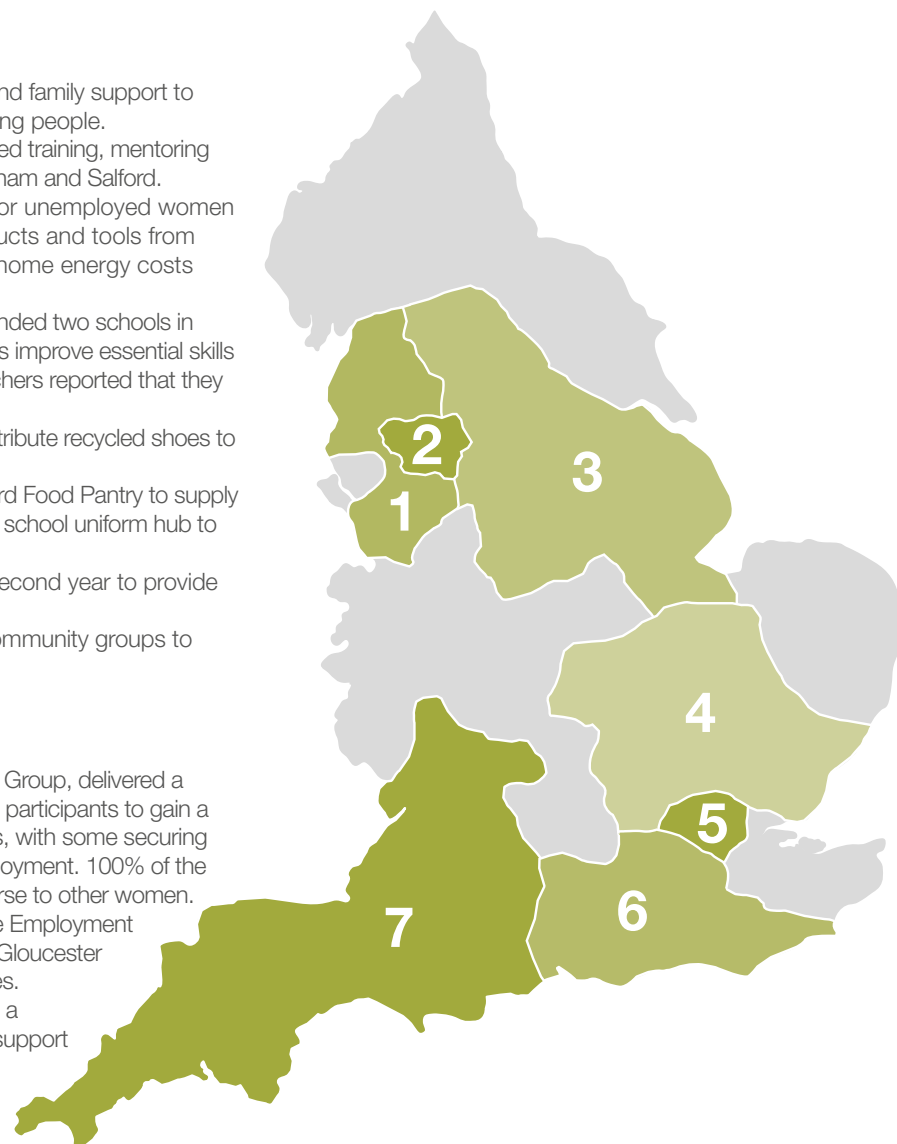 nd family support to
ng people.
ed training, mentoring
ham and Salford.
or unemployed women
ucts and tools from
home energy costs
nded two schools in
s improve essential skills
chers reported that they
tribute recycled shoes to
rd Food Pantry to supply
school uniform hub to
econd year to provide
ommunity groups to
Group, delivered a
participants to gain a
s, with some securing
oyment. 100% of the
rse to other women.
e Employment
Gloucester
es.
a
support
2
3
1
4
5
6
7